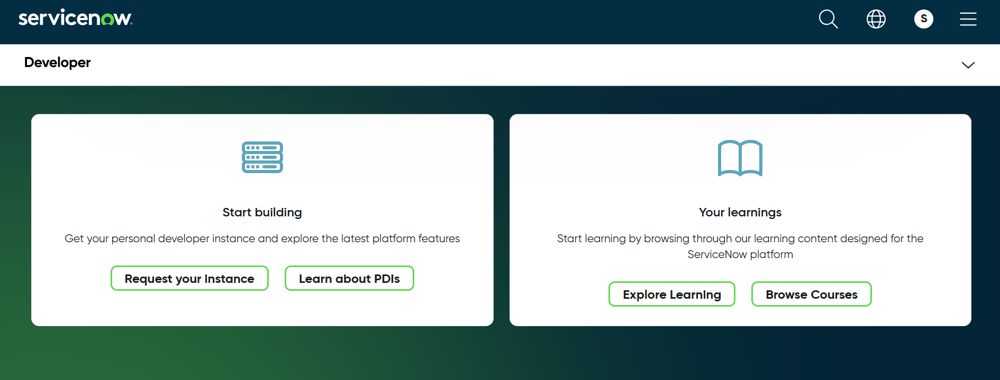 servicenow
S
Developer
Start building
Get your personal developer instance and explore the latest platform features
Request your instance
Learn about PDIs
Your learnings
Start learning by browsing through our learning content designed for the
ServiceNow platform
Explore Learning
Browse Courses